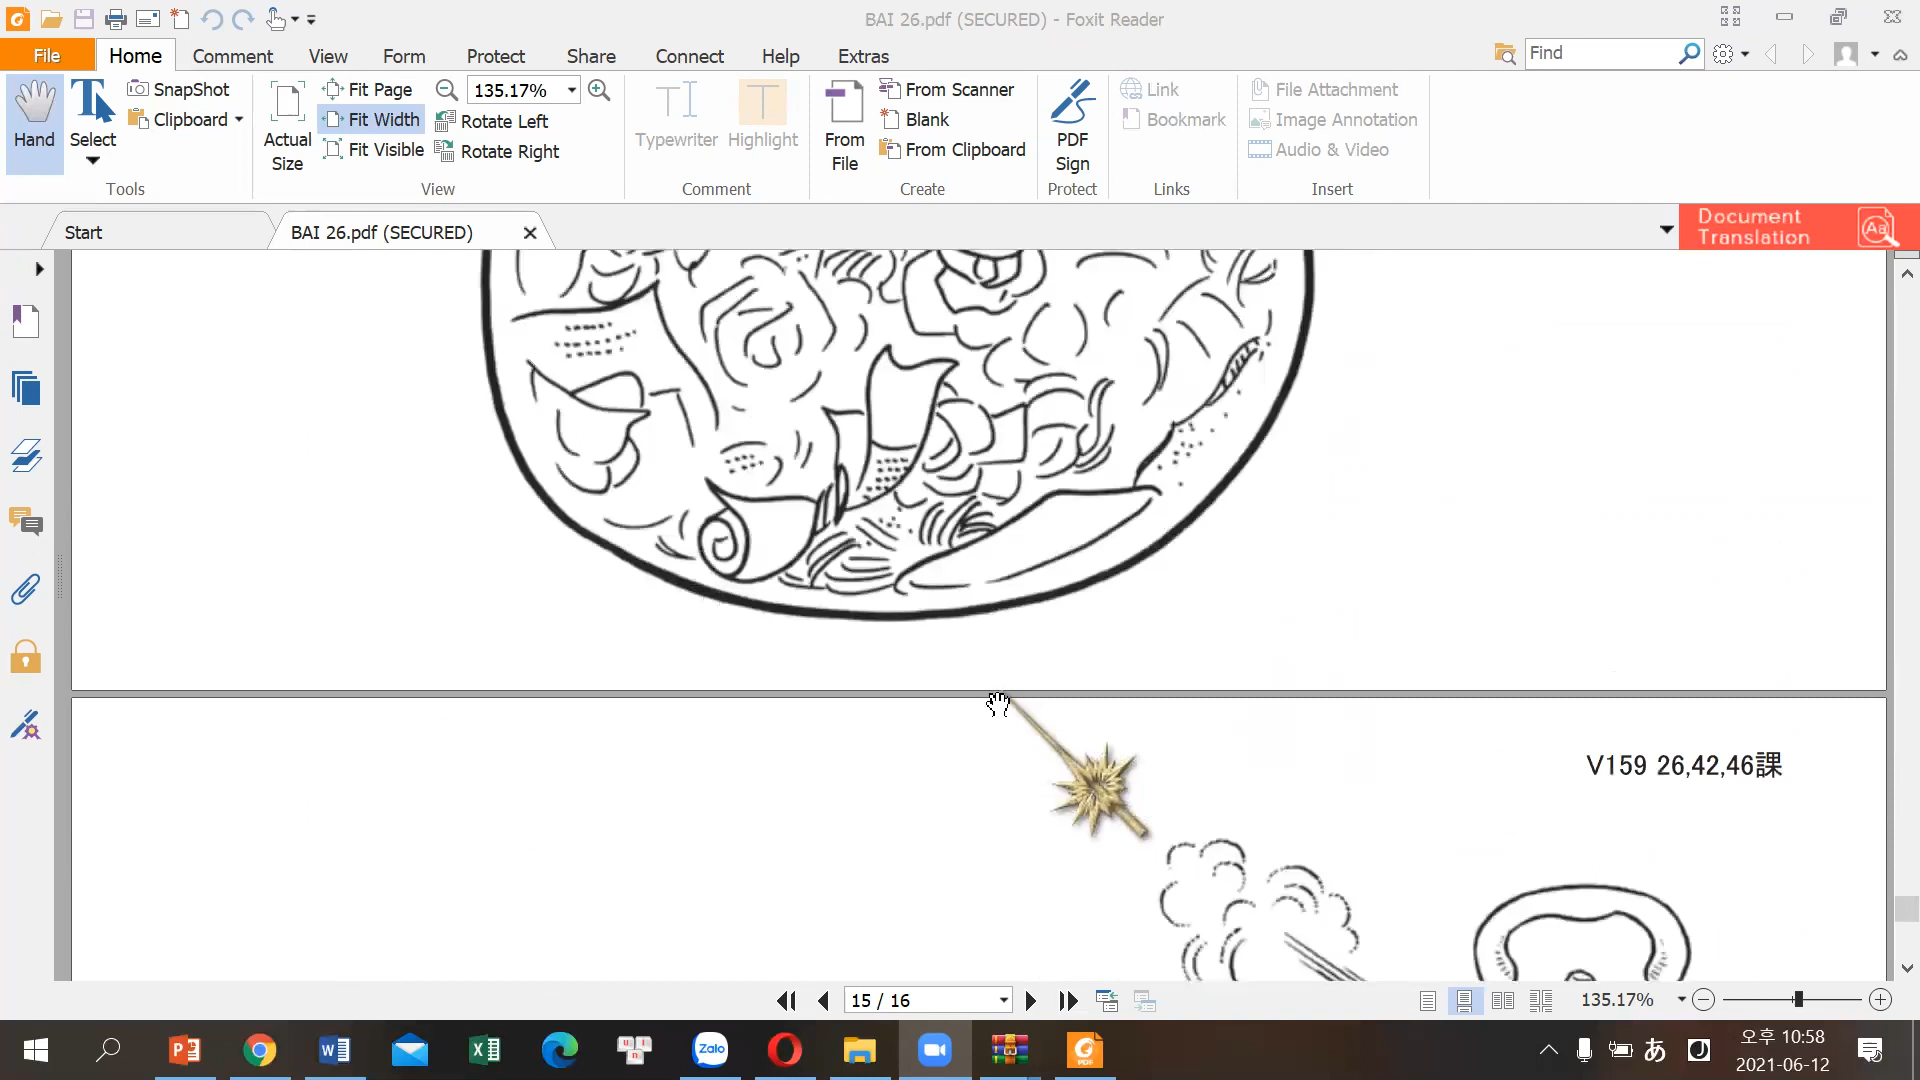 BAI 26.pdf (SECURED) - Foxit Reader
File Home Comment View Form Protect Share Connect Help Extras
Find
Hand
Select
SnapShot
Clipboard
Tools
Actual Size
Fit Page
Fit Width
Fit Visible
135.17%
Rotate Left
Rotate Right
View
Typewriter
Highlight
Comment
From File
From Scanner
Blank
From Clipboard
Create
PDF Sign
Protect
Link
Bookmark
Links
File Attachment
Image Annotation
Audio & Video
Insert
Start
BAI 26.pdf (SECURED)
Document Translation
V159 26,42,46課
15 / 16
135.17%
Zalo
あ
오후 10:58
2021-06-12